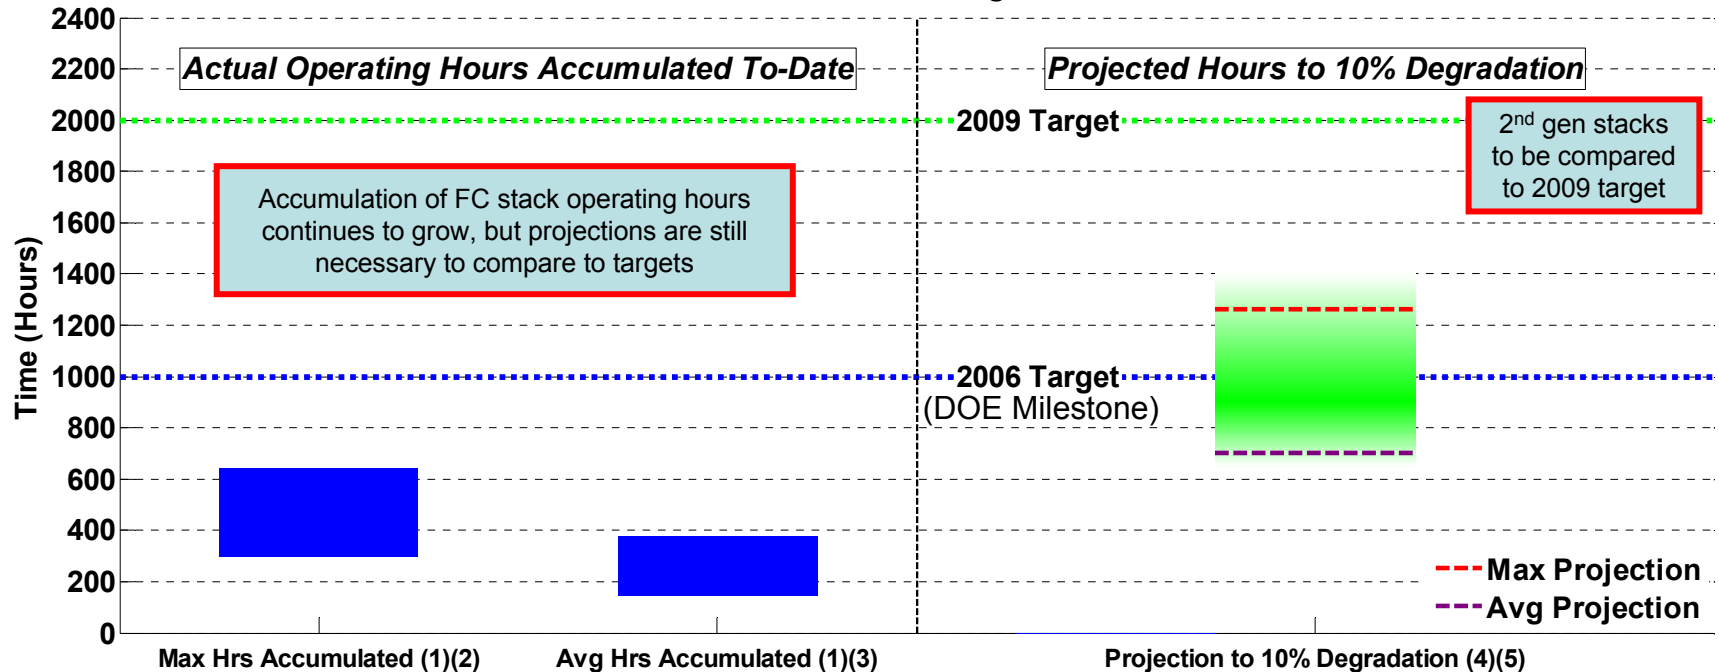 2400
2200
2000
1800
1600
1400
1200
1000
800
600
400
200
0
Time (Hours)
Actual Operating Hours Accumulated To-Date
Accumulation of FC stack operating hours
continues to grow, but projections are still
necessary to compare to targets
Projected Hours to 10% Degradation
2009 Target
2nd gen stacks
to be compared
to 2009 target
2006 Target
(DOE Milestone)
Max Projection
Avg Projection
Max Hrs Accumulated (1)(2)
Avg Hrs Accumulated (1)(3)
Projection to 10% Degradation (4)(5)